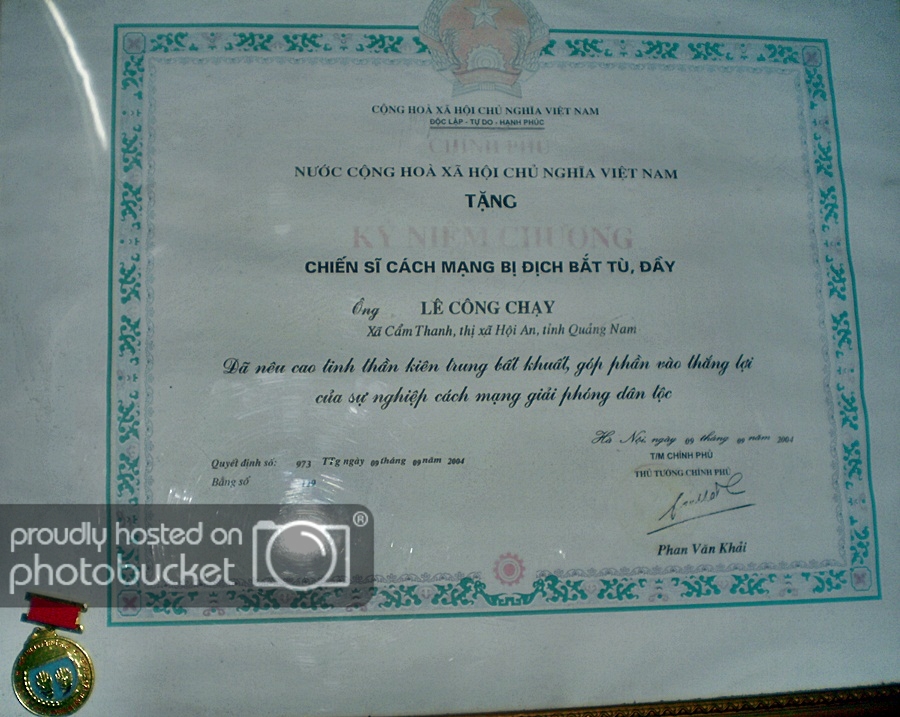 CỘNG HOÀ XÃ HỘI CHỦ NGHĨA VIỆT NAM
ĐỘC LẬP - TỰ DO - HẠNH PHÚC
CHÍNH PHỦ
NƯỚC CỘNG HOÀ XÃ HỘI CHỦ NGHĨA VIỆT NAM
TẶNG
KỶ NIỆM CHƯƠNG
CHIẾN SĨ CÁCH MẠNG BỊ ĐỊCH BẮT TÙ, ĐẦY
Ông LÊ CÔNG CHẠY
Xã Cẩm Thanh, thị xã Hội An, tỉnh Quảng Nam
Đã nêu cao tinh thần kiên trung bất khuất, góp phần vào thắng lợi
của sự nghiệp cách mạng giải phóng dân tộc
Hà Nội, ngày 09 tháng 09 năm 2004
T/M CHÍNH PHỦ
THỦ TƯỚNG CHÍNH PHỦ
Quyết định số: 973 TTg ngày 09 tháng 09 năm 2004
Bằng số
Phan Văn Khải
proudly hosted on
photobucket ®